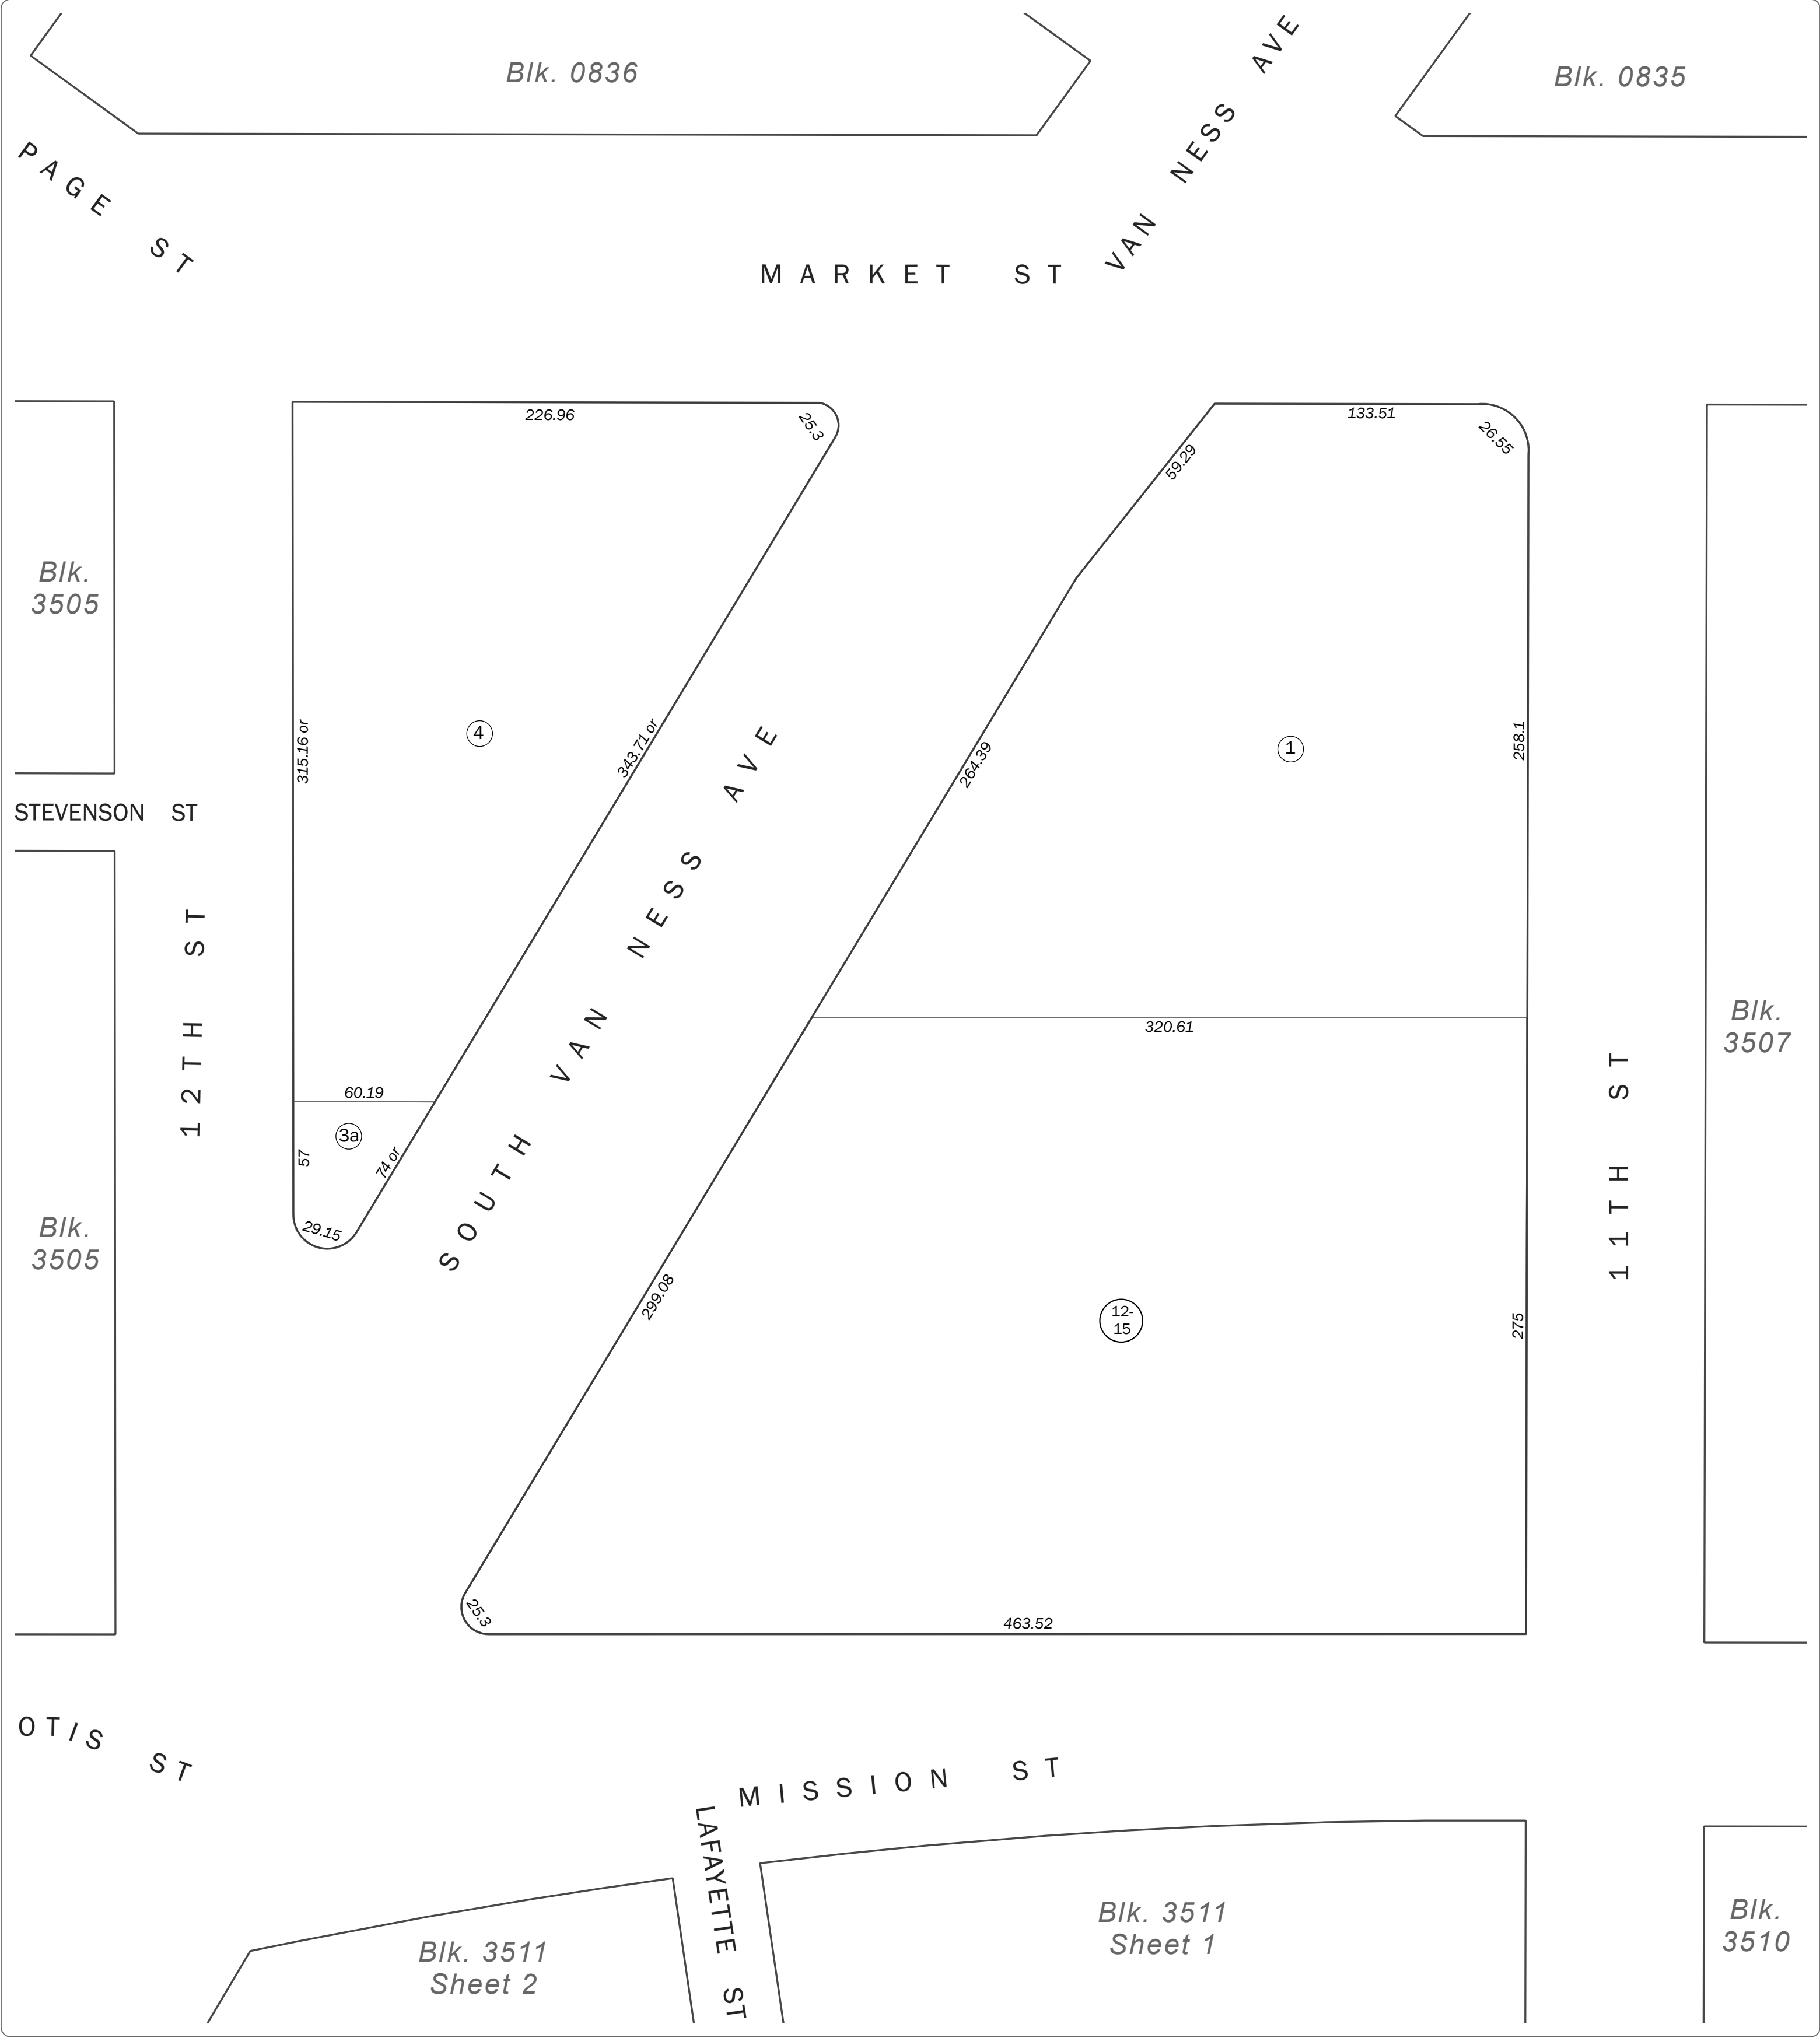 Blk. 0836
Blk. 0835
PAGE ST
VAN NESS AVE
MARKET ST
226.96
25.3
133.51
26.55
59.29
Blk.
3505
315.16 or
4
343.71 or
264.39
1
258.1
STEVENSON ST
12TH ST
SOUTH VAN NESS AVE
Blk.
3507
320.61
11TH ST
60.19
3a
57
74 or
29.15
Blk.
3505
299.08
12-
15
275
25.3
463.52
OTIS ST
MISSION ST
LAFAYETTE ST
Blk. 3511
Sheet 2
Blk. 3511
Sheet 1
Blk.
3510